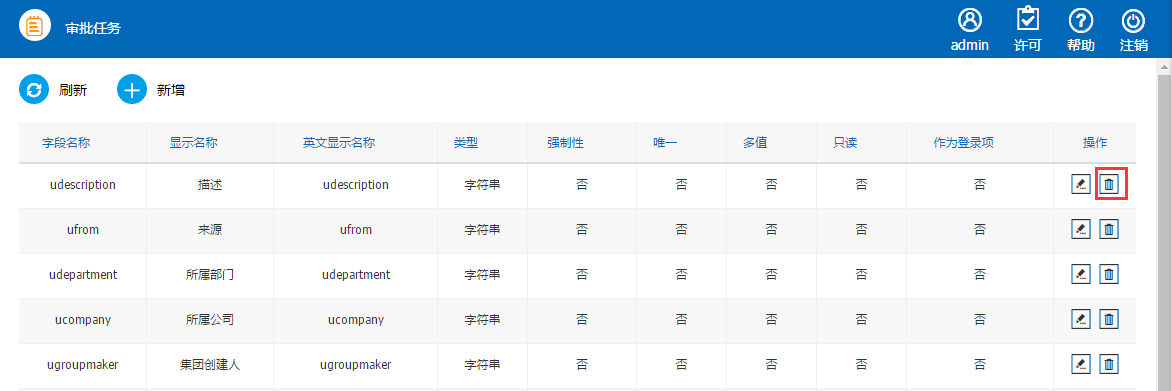 审批任务
admin 许可 帮助 注销
刷新 新增
字段名称 显示名称 英文显示名称 类型 强制性 唯一 多值 只读 作为登录项 操作
udescription 描述 udescription 字符串 否 否 否 否 否
ufrom 来源 ufrom 字符串 否 否 否 否 否
udepartment 所属部门 udepartment 字符串 否 否 否 否 否
ucompany 所属公司 ucompany 字符串 否 否 否 否 否
ugroupmaker 集团创建人 ugroupmaker 字符串 否 否 否 否 否